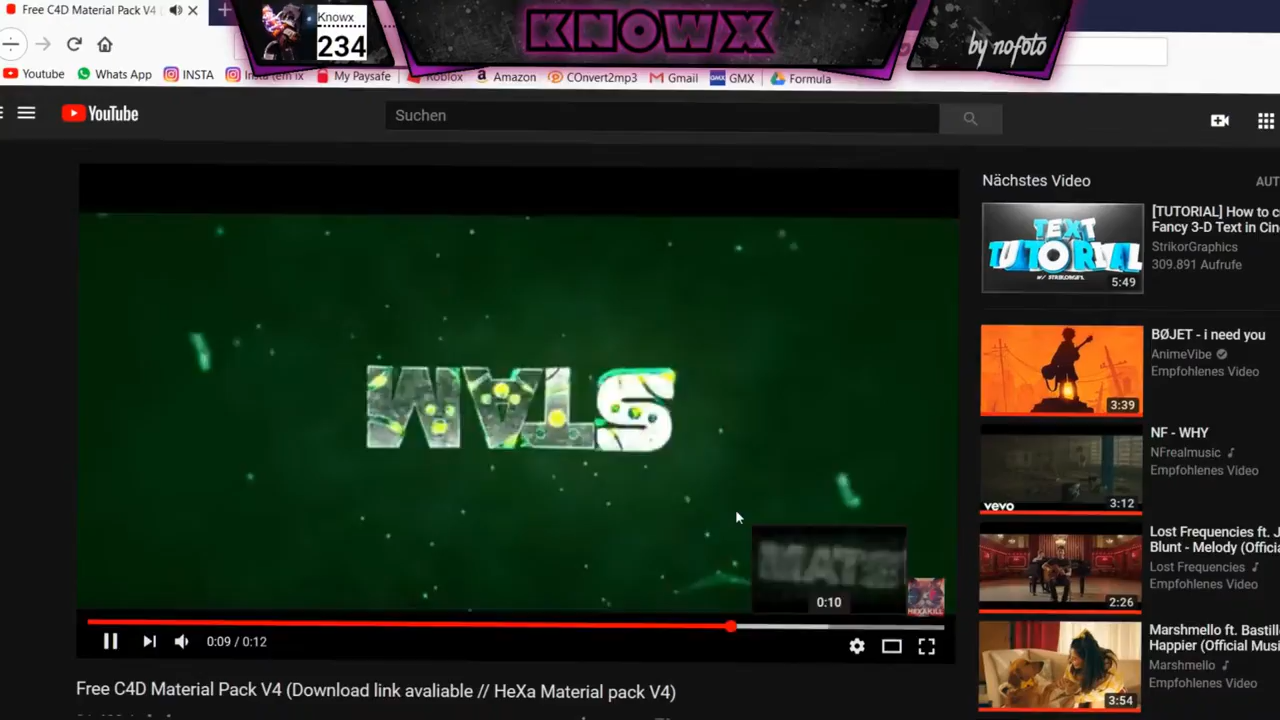 Free C4D Material Pack V4
Knowx
234
KNOWX
by nofoto
Youtube
Whats App
INSTA
My Paysafe
Roblox
Amazon
COnvert2mp3
Gmail
GMX
Formula
YouTube
Suchen
Nächstes Video
AUT
[TUTORIAL] How to c
Fancy 3-D Text in Cin
StrikorGraphics
309.891 Aufrufe
TEXT
TUTORIAL
5:49
BØJET - i need you
AnimeVibe
Empfohlenes Video
3:39
NF - WHY
NFrealmusic
Empfohlenes Video
vevo
3:12
Lost Frequencies ft. J
Blunt - Melody (Officia
Lost Frequencies
Empfohlenes Video
2:26
Marshmello ft. Bastill
Happier (Official Musi
Marshmello
Empfohlenes Video
3:54
MATS
0:10
0:09 / 0:12
Free C4D Material Pack V4 (Download link avaliable // HeXa Material pack V4)